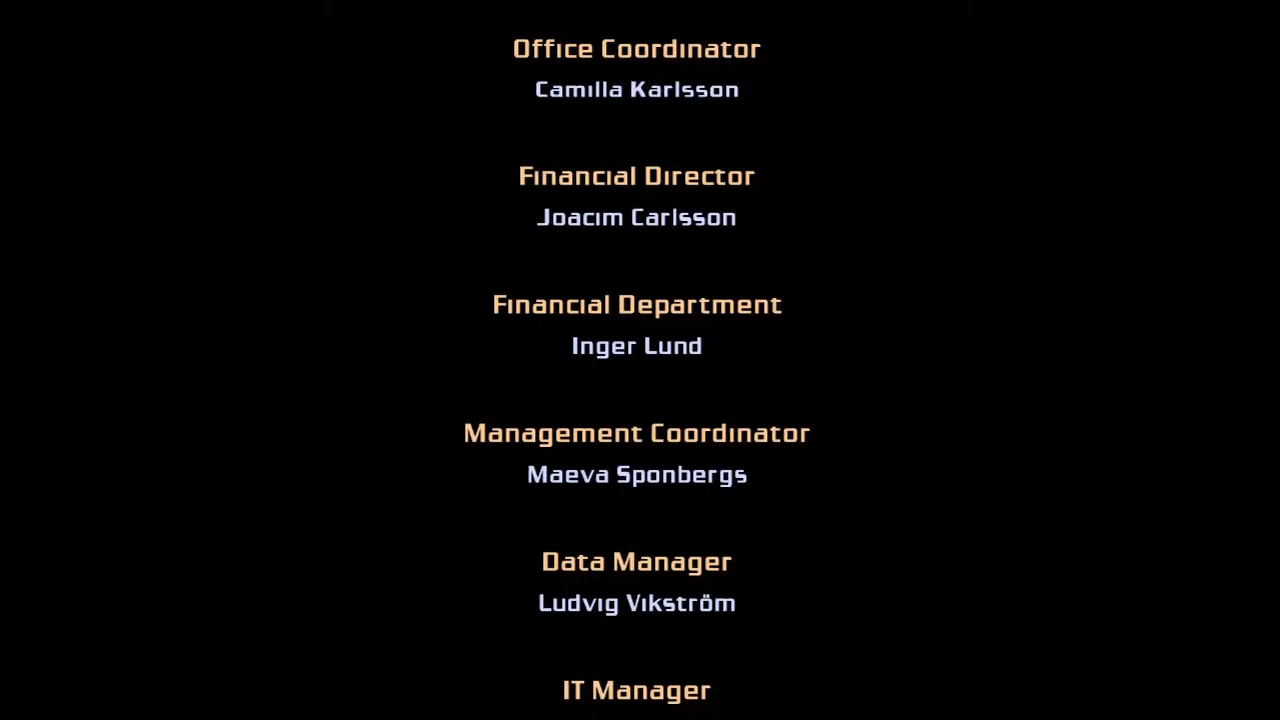 Office Coordinator
Camilla Karlsson
Financial Director
Joacim Carlsson
Financial Department
Inger Lund
Management Coordinator
Maeva Sponbergs
Data Manager
Ludvig Vikström
IT Manager